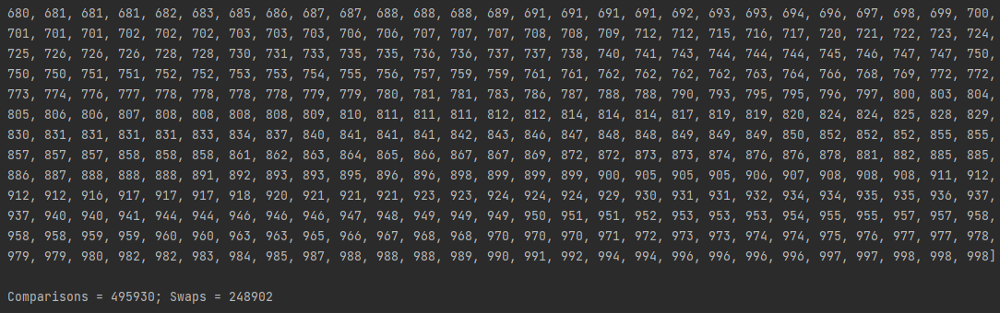 680, 681, 681, 681, 682, 683, 685, 686, 687, 687, 688, 688, 688, 689, 691, 691, 691, 691, 692, 693, 693, 694, 696, 697, 698, 699, 700,
701, 701, 701, 702, 702, 702, 703, 703, 703, 706, 706, 707, 707, 707, 708, 708, 709, 712, 712, 715, 716, 717, 720, 721, 722, 723, 724,
725, 726, 726, 726, 728, 728, 730, 731, 733, 735, 735, 736, 736, 737, 737, 738, 740, 741, 743, 744, 744, 744, 745, 746, 747, 747, 750,
750, 750, 751, 751, 752, 752, 753, 753, 754, 755, 756, 757, 759, 759, 761, 761, 762, 762, 762, 762, 763, 764, 766, 768, 769, 772, 772,
773, 774, 776, 777, 778, 778, 778, 778, 779, 779, 780, 781, 781, 783, 786, 787, 788, 788, 790, 793, 795, 795, 796, 797, 800, 803, 804,
805, 806, 806, 807, 808, 808, 808, 808, 809, 810, 811, 811, 811, 812, 812, 814, 814, 814, 817, 819, 819, 820, 824, 824, 825, 828, 829,
830, 831, 831, 831, 831, 833, 834, 837, 840, 841, 841, 841, 842, 843, 846, 847, 848, 848, 849, 849, 849, 850, 852, 852, 852, 855, 855,
857, 857, 857, 858, 858, 858, 861, 862, 863, 864, 865, 866, 867, 867, 869, 872, 872, 873, 873, 874, 876, 876, 878, 881, 882, 885, 885,
886, 887, 888, 888, 888, 891, 892, 893, 893, 895, 896, 896, 898, 899, 899, 899, 900, 905, 905, 905, 906, 907, 908, 908, 908, 911, 912,
912, 912, 916, 917, 917, 917, 918, 920, 921, 921, 921, 923, 923, 924, 924, 924, 929, 930, 931, 931, 932, 934, 934, 935, 935, 936, 937,
937, 940, 940, 941, 944, 944, 946, 946, 946, 947, 948, 949, 949, 949, 950, 951, 951, 952, 953, 953, 953, 954, 955, 955, 957, 957, 958,
958, 958, 959, 959, 960, 960, 963, 963, 965, 966, 967, 968, 968, 970, 970, 970, 971, 972, 973, 973, 974, 974, 975, 976, 977, 977, 978,
979, 979, 980, 982, 982, 983, 984, 985, 987, 988, 988, 988, 989, 990, 991, 992, 994, 994, 996, 996, 996, 996, 997, 997, 998, 998, 998]
Comparisons = 495930; Swaps = 248902